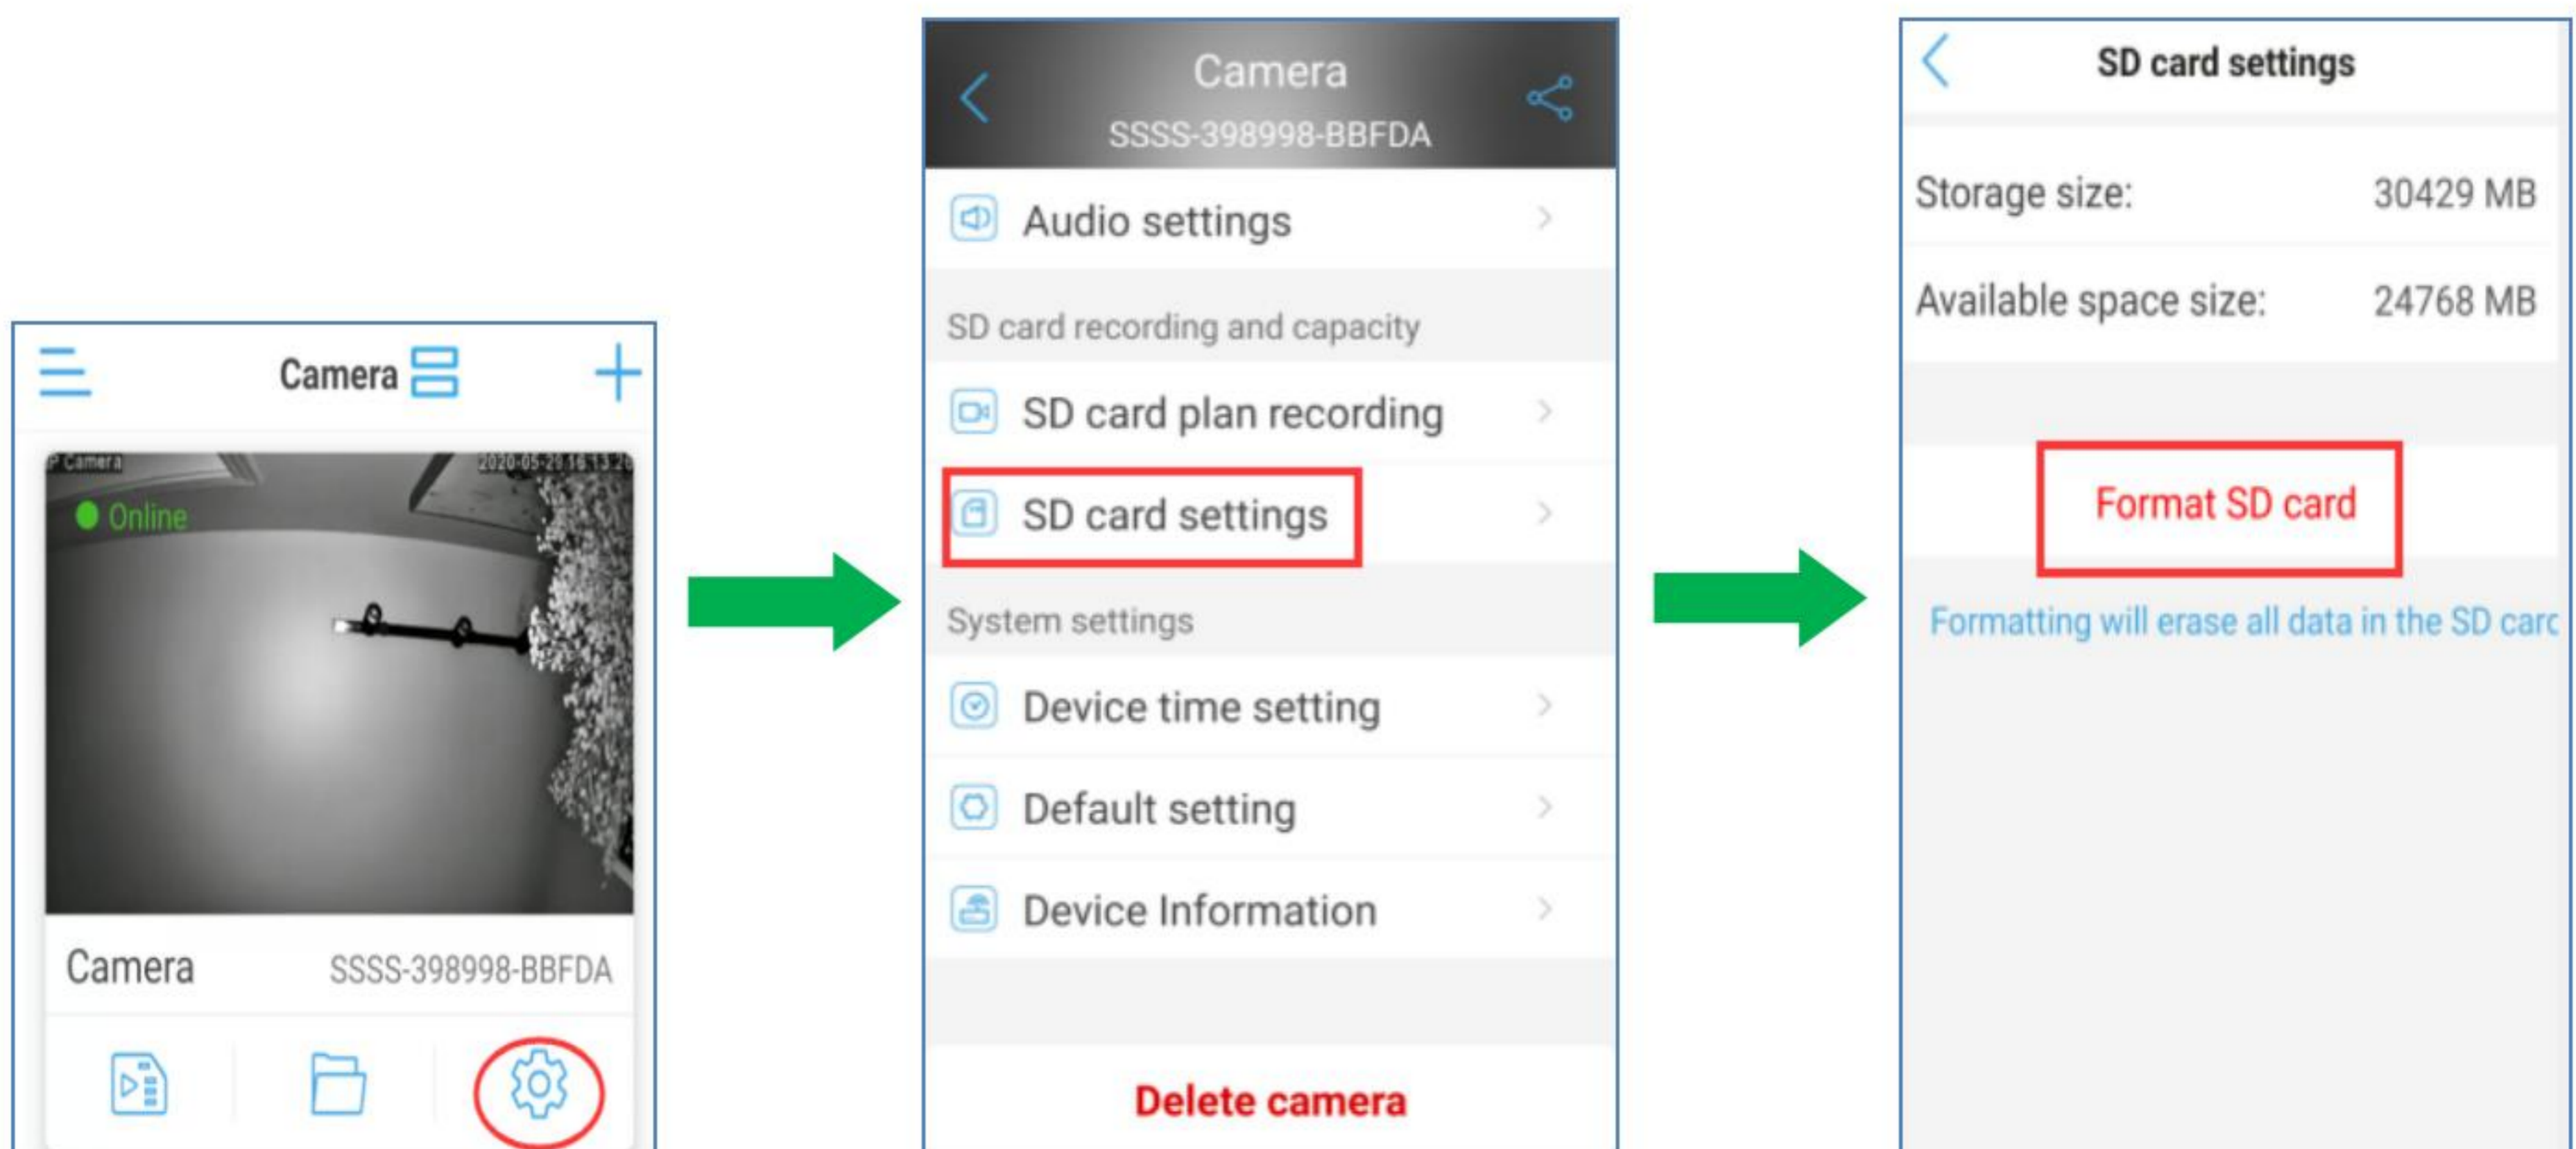 Camera
IP Camera
Online
Camera SSSS-398998-BBFDA
Camera
SSSS-398998-BBFDA
Audio settings
SD card recording and capacity
SD card plan recording
SD card settings
System settings
Device time setting
Default setting
Device Information
Delete camera
SD card settings
Storage size: 30429 MB
Available space size: 24768 MB
Format SD card
Formatting will erase all data in the SD card